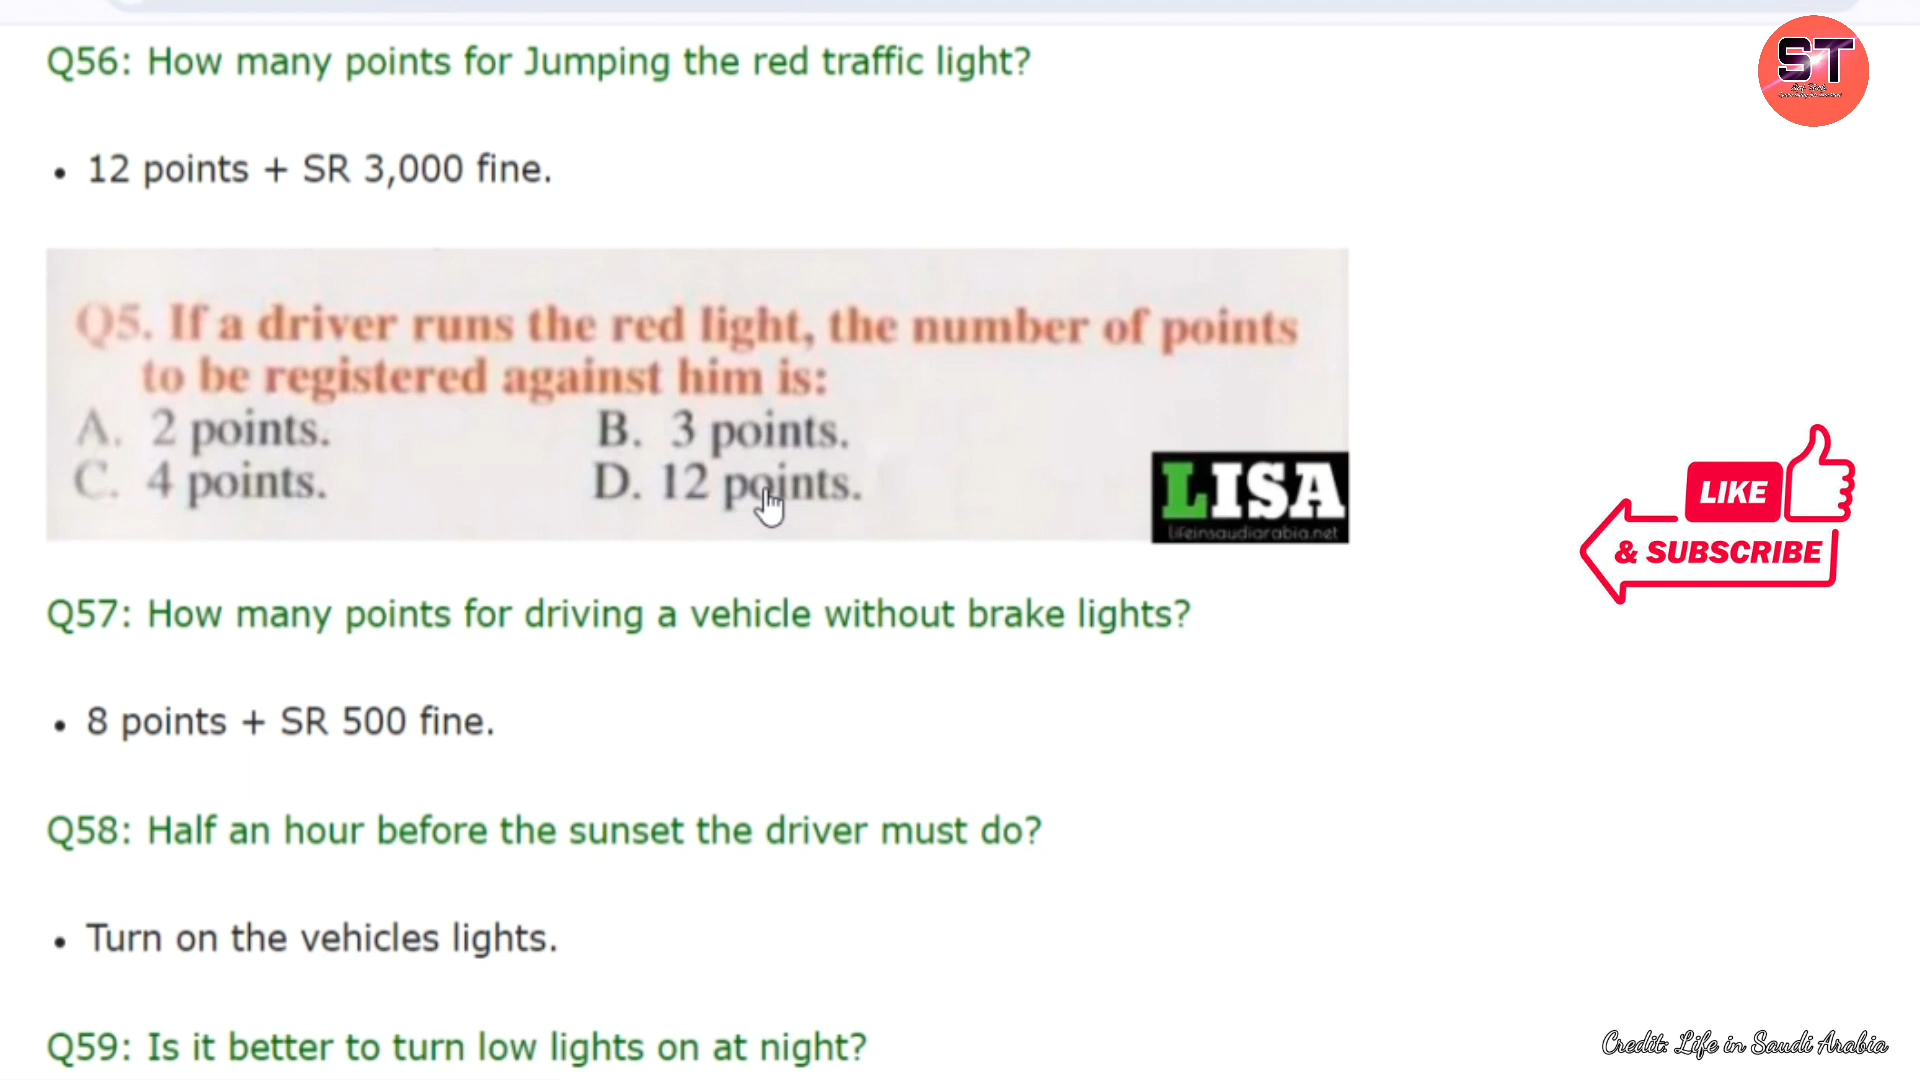 Q56: How many points for Jumping the red traffic light?
ST
• 12 points + SR 3,000 fine.
Q5. If a driver runs the red light, the number of points
to be registered against him is:
A. 2 points. B. 3 points.
C. 4 points. D. 12 points.
LISA
lifeinsaudiarabia.net
LIKE
& SUBSCRIBE
Q57: How many points for driving a vehicle without brake lights?
• 8 points + SR 500 fine.
Q58: Half an hour before the sunset the driver must do?
• Turn on the vehicles lights.
Q59: Is it better to turn low lights on at night?
Credit: Life in Saudi Arabia